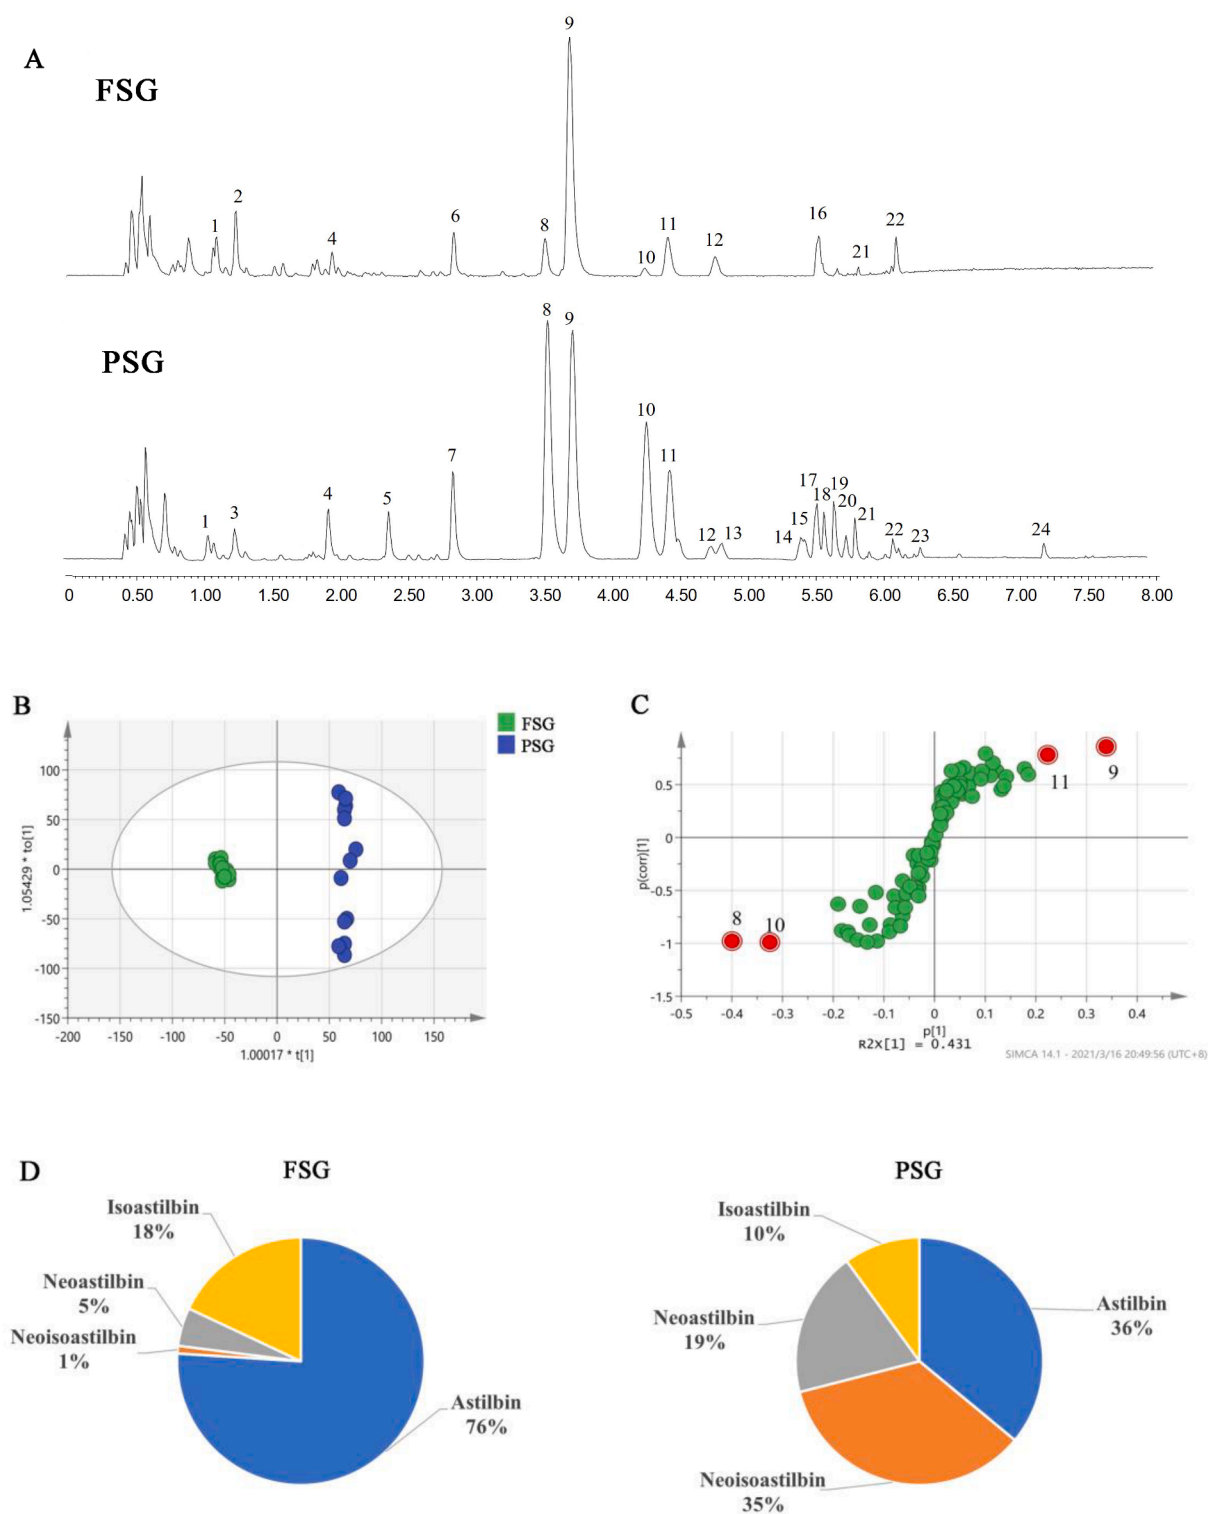 A
FSG
9
1
2
4
6
8
10
11
12
16
21
22
PSG
8
9
10
11
7
1
3
4
5
12
13
14
15
17
18
19
20
21
22
23
24
0 0.50 1.00 1.50 2.00 2.50 3.00 3.50 4.00 4.50 5.00 5.50 6.00 6.50 7.00 7.50 8.00
B
FSG
PSG
100
50
0
-50
-100
-150
1.05429 * to[1]
-200 -150 -100 -50 0 50 100 150
1.00017 * t[1]
C
11
9
8
10
0.5
0
-0.5
-1
-1.5
p(corr)[1]
-0.5 -0.4 -0.3 -0.2 -0.1 0 0.1 0.2 0.3 0.4
p[1]
R2X[1] = 0.431
SIMCA 14.1 - 2021/3/16 20:49:56 (UTC+8)
D
FSG
Isoastilbin
18%
Neoastilbin
5%
Neoisoastilbin
1%
Astilbin
76%
PSG
Isoastilbin
10%
Neoastilbin
19%
Astilbin
36%
Neoisoastilbin
35%